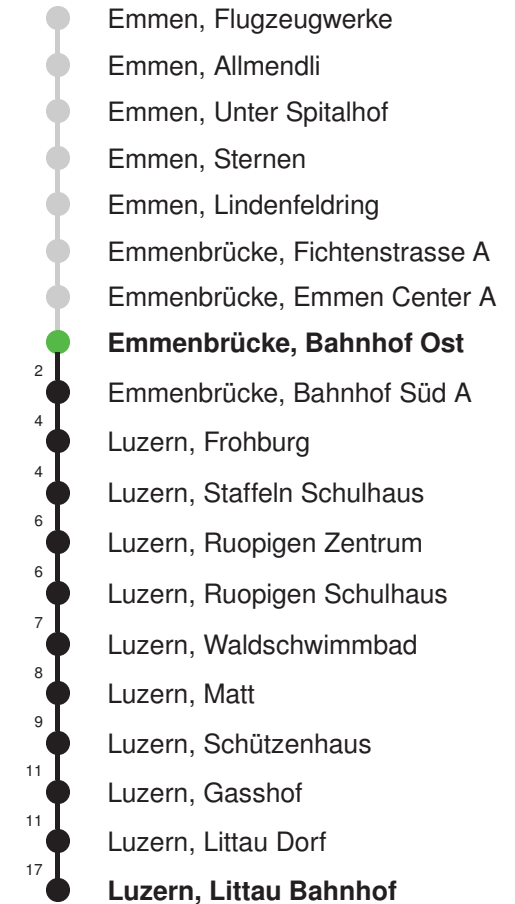 Emmen, Flugzeugwerke
Emmen, Allmendli
Emmen, Unter Spitalhof
Emmen, Sternen
Emmen, Lindenfeldring
Emmenbrücke, Fichtenstrasse A
Emmenbrücke, Emmen Center A
Emmenbrücke, Bahnhof Ost
2 Emmenbrücke, Bahnhof Süd A
4 Luzern, Frohburg
4 Luzern, Staffeln Schulhaus
6 Luzern, Ruopigen Zentrum
6 Luzern, Ruopigen Schulhaus
7 Luzern, Waldschwimmbad
8 Luzern, Matt
9 Luzern, Schützenhaus
11 Luzern, Gasshof
11 Luzern, Littau Dorf
17 Luzern, Littau Bahnhof